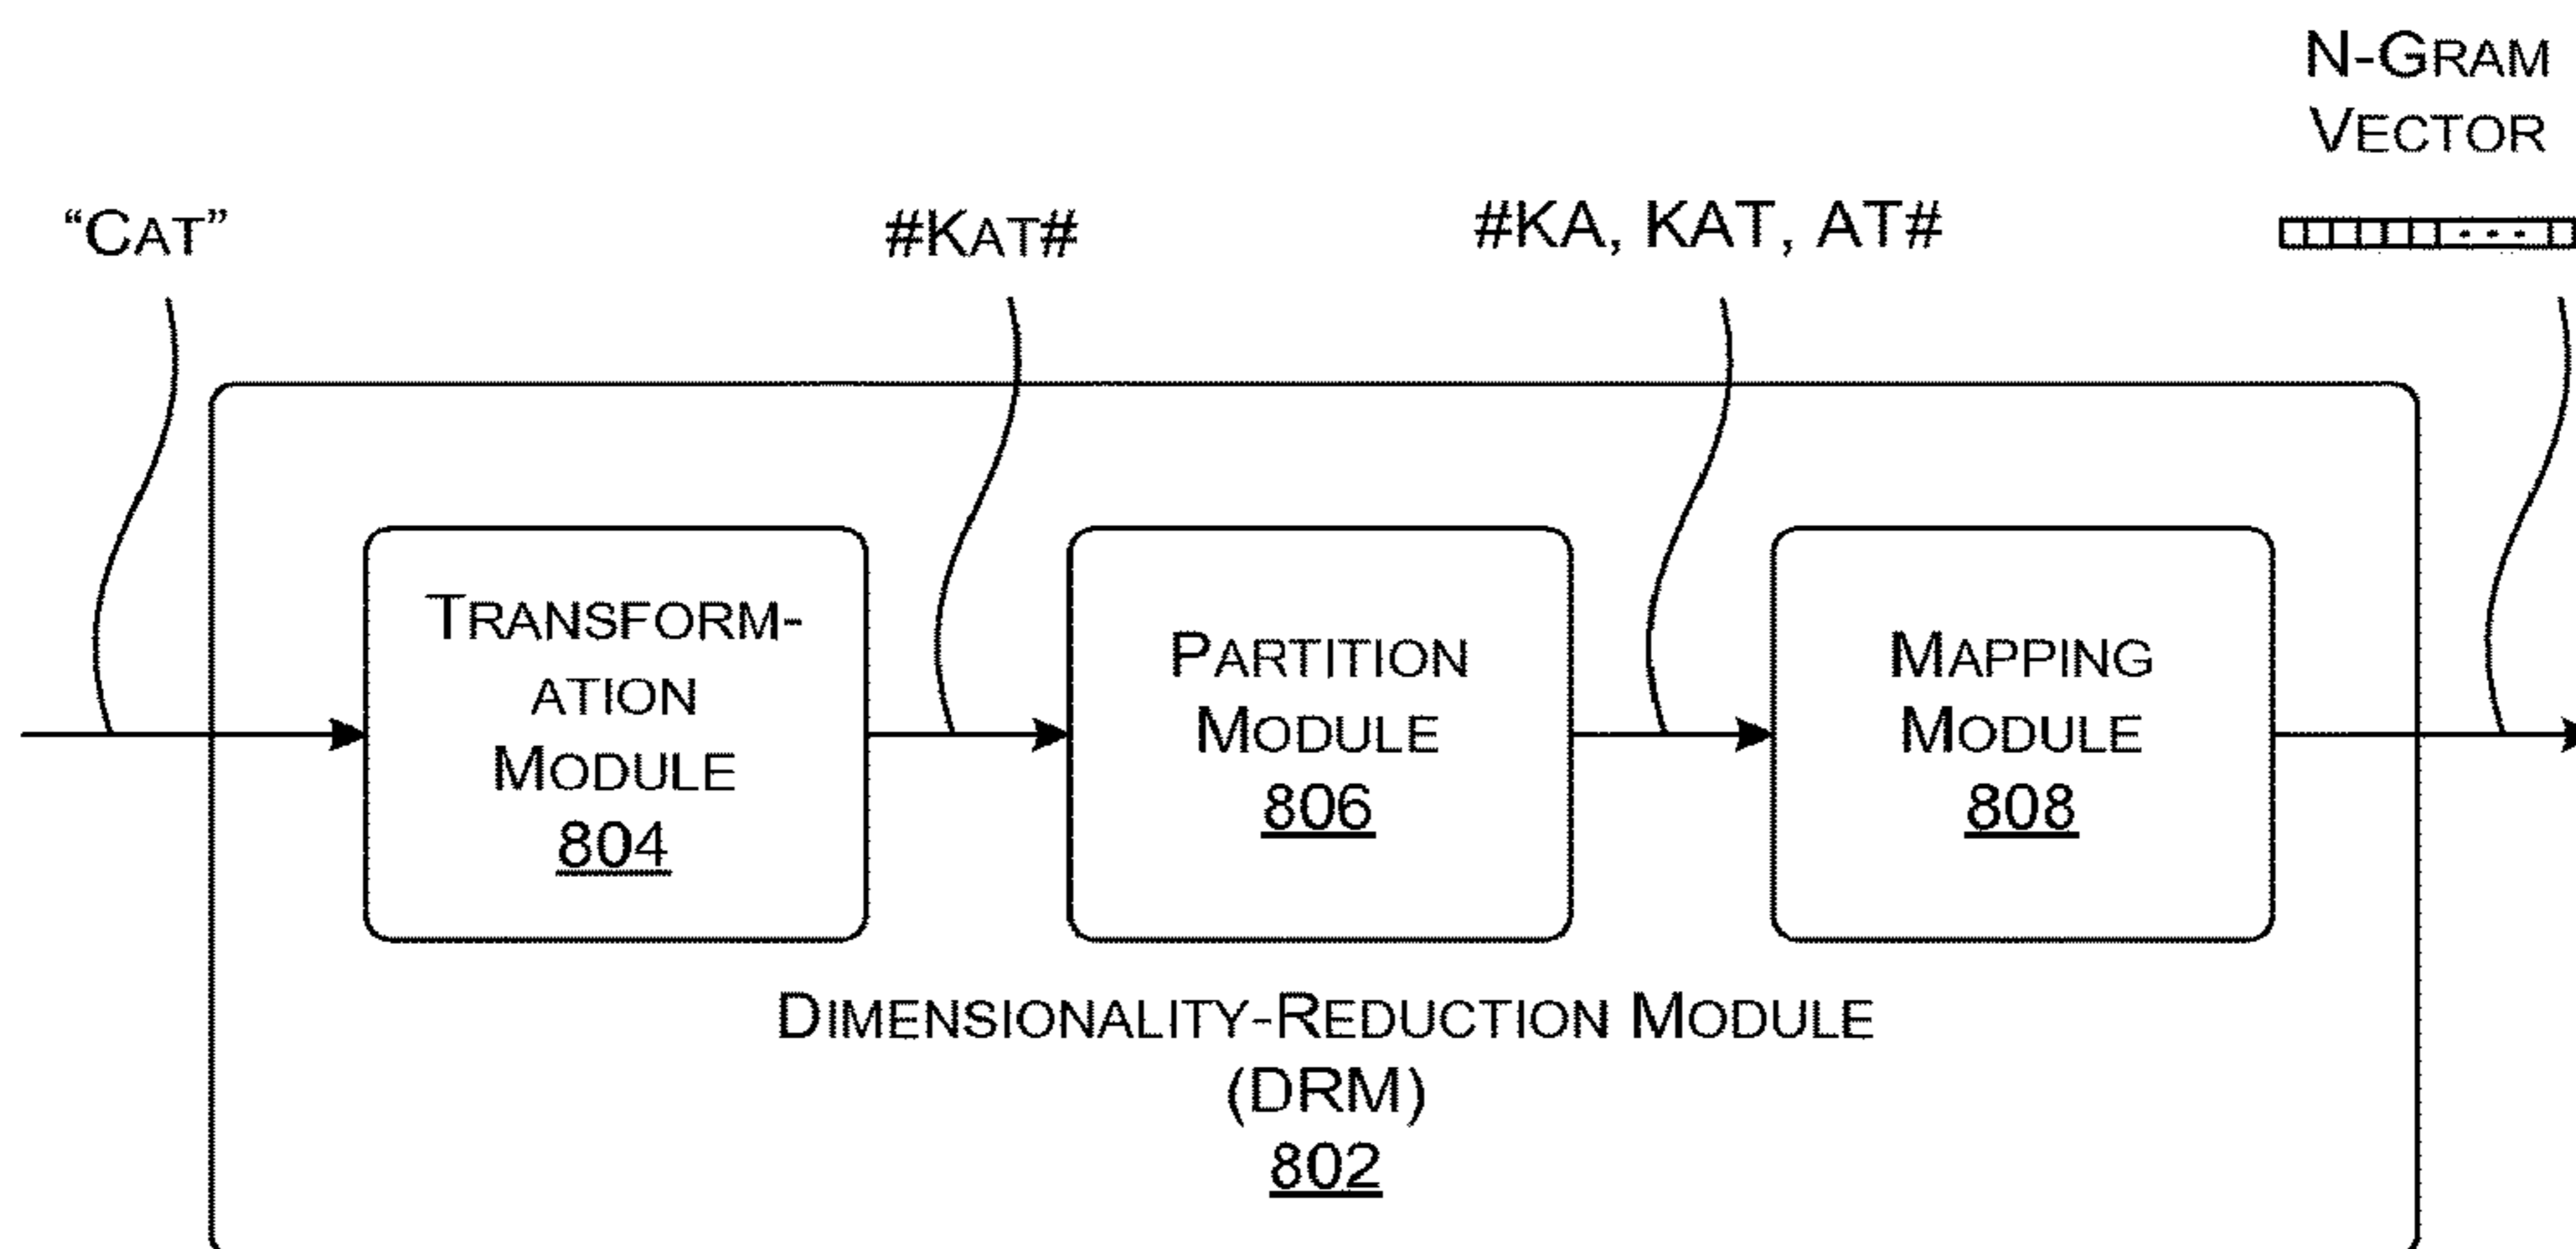 N-GRAM
VECTOR
“CAT”
#KAT#
#KA, KAT, AT#
TRANSFORM-
ATION
MODULE
804
PARTITION
MODULE
806
MAPPING
MODULE
808
DIMENSIONALITY-REDUCTION MODULE
(DRM)
802